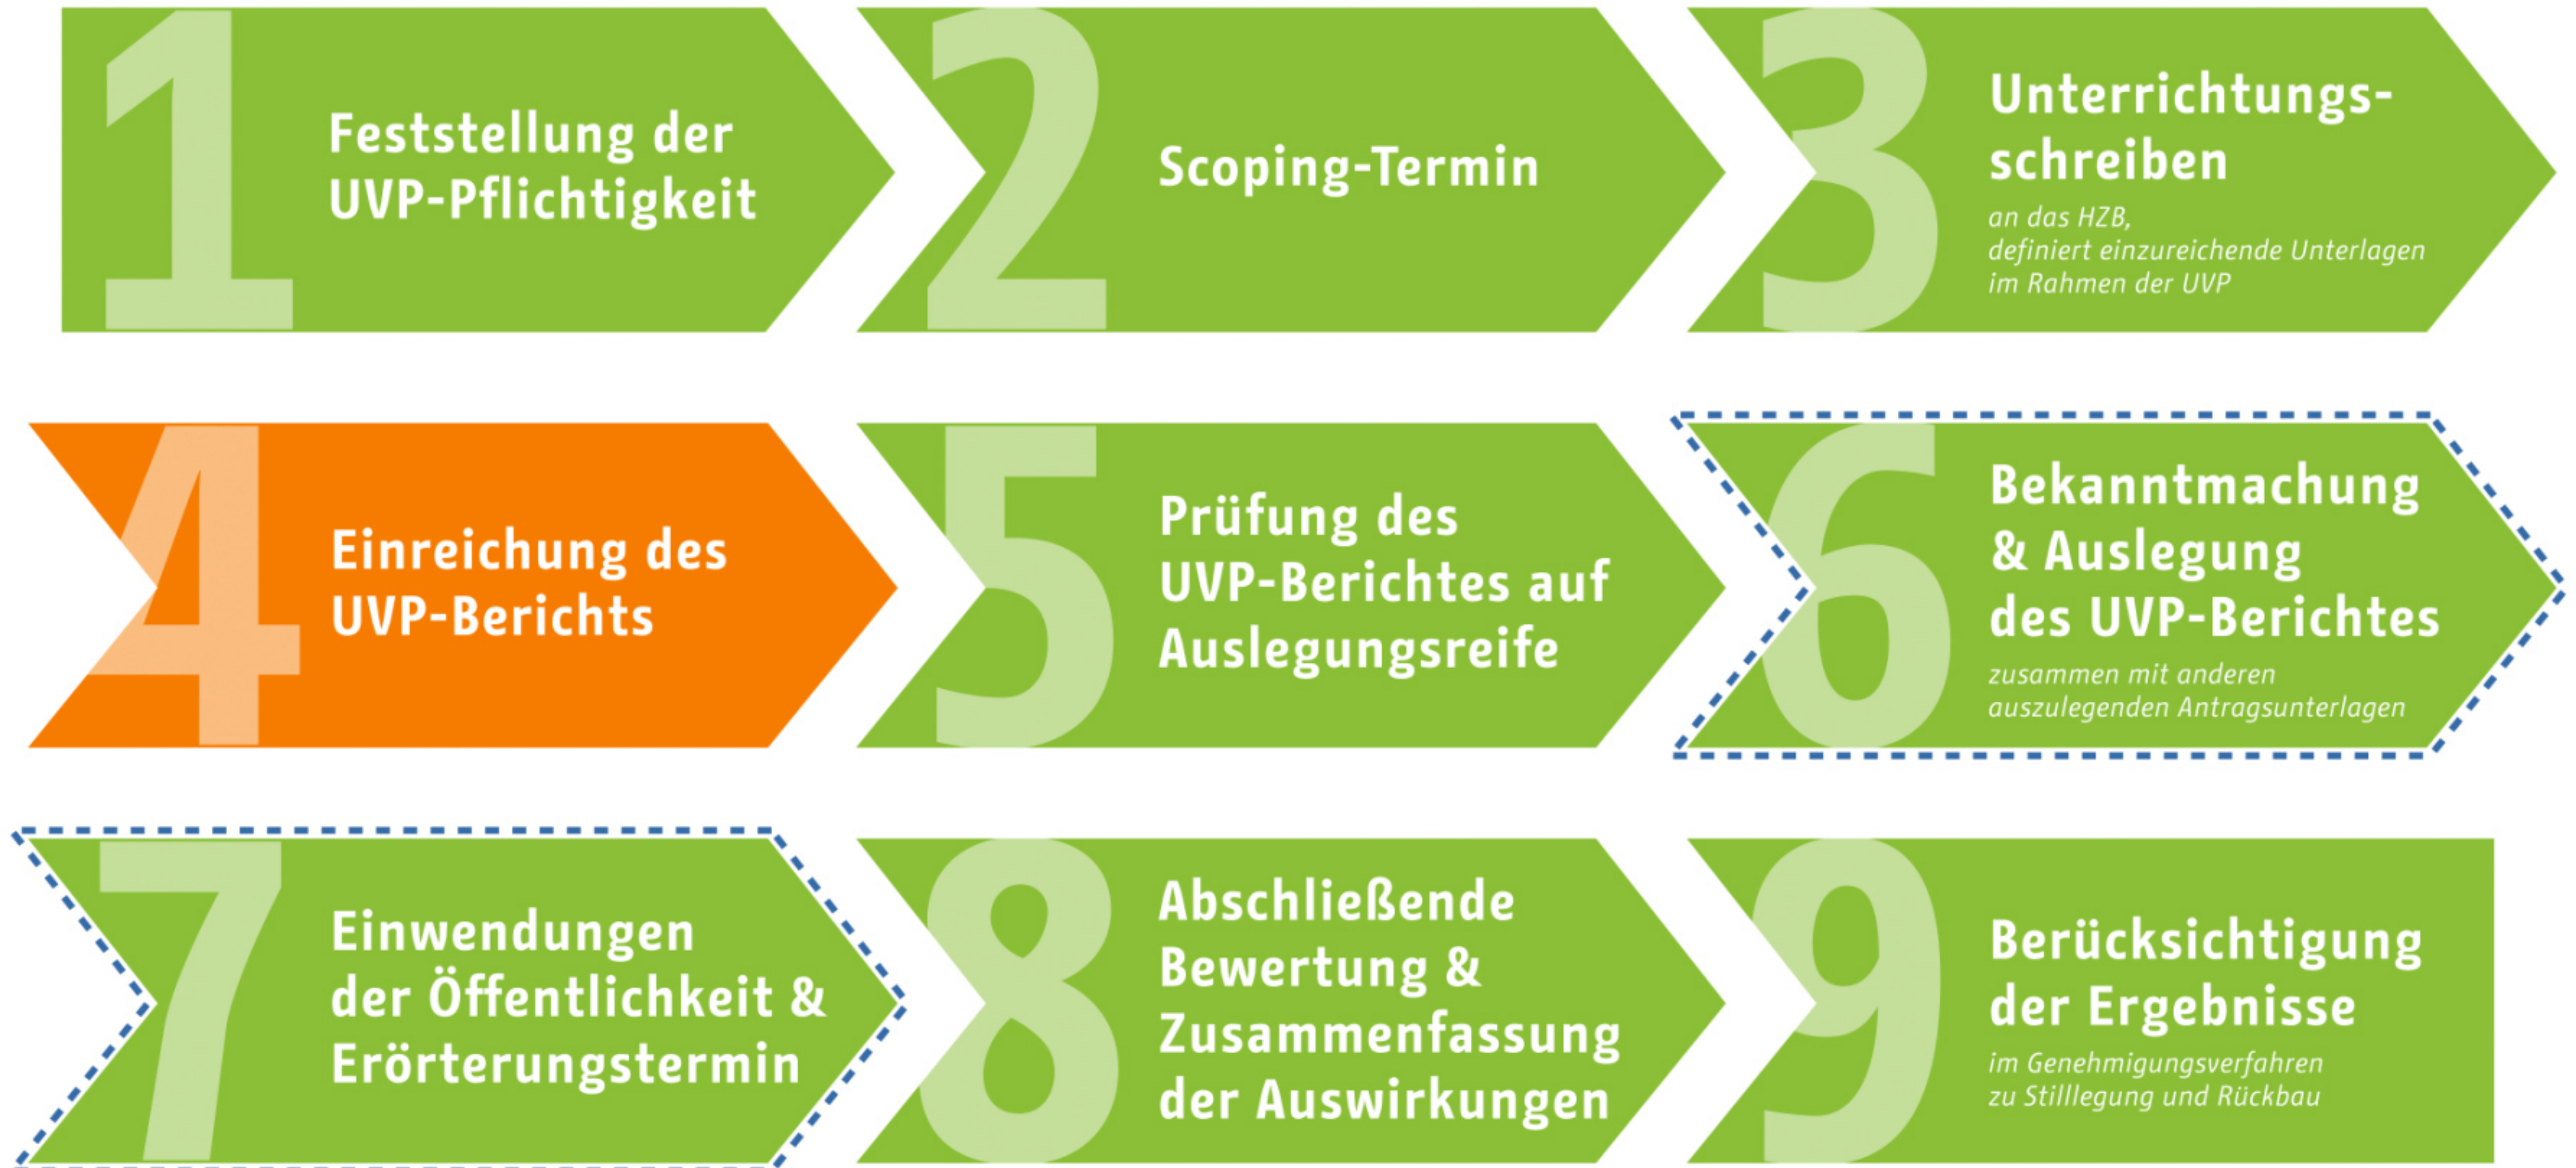 1
Feststellung der
UVP-Pflichtigkeit
2
Scoping-Termin
3
Unterrichtungs-
schreiben
an das HZB,
definiert einzureichende Unterlagen
im Rahmen der UVP
4
Einreichung des
UVP-Berichts
5
Prüfung des
UVP-Berichtes auf
Auslegungsreife
6
Bekanntmachung
& Auslegung
des UVP-Berichtes
zusammen mit anderen
auszulegenden Antragsunterlagen
7
Einwendungen
der Öffentlichkeit &
Erörterungstermin
8
Abschließende
Bewertung &
Zusammenfassung
der Auswirkungen
9
Berücksichtigung
der Ergebnisse
im Genehmigungsverfahren
zu Stilllegung und Rückbau